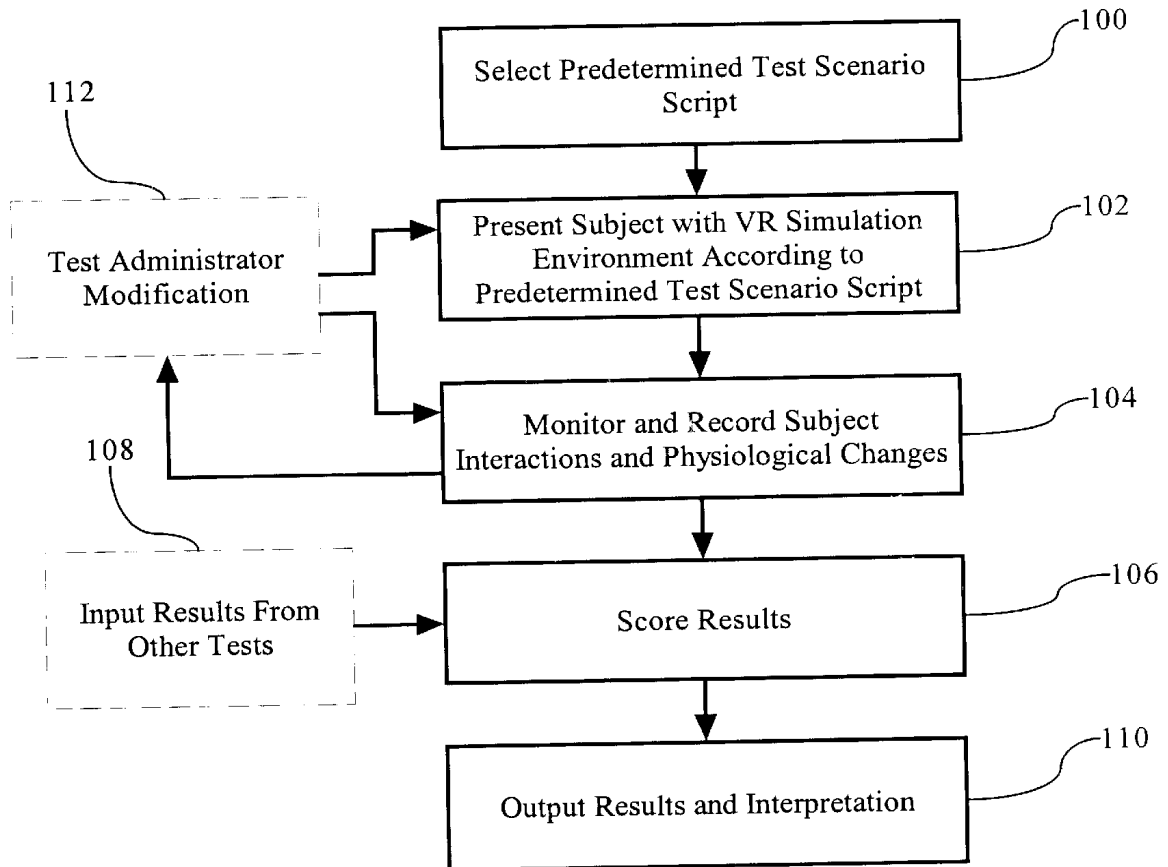 100
Select Predetermined Test Scenario
Script
112
102
Present Subject with VR Simulation
Environment According to
Predetermined Test Scenario Script
Test Administrator
Modification
104
Monitor and Record Subject
Interactions and Physiological Changes
108
106
Input Results From
Other Tests
Score Results
110
Output Results and Interpretation